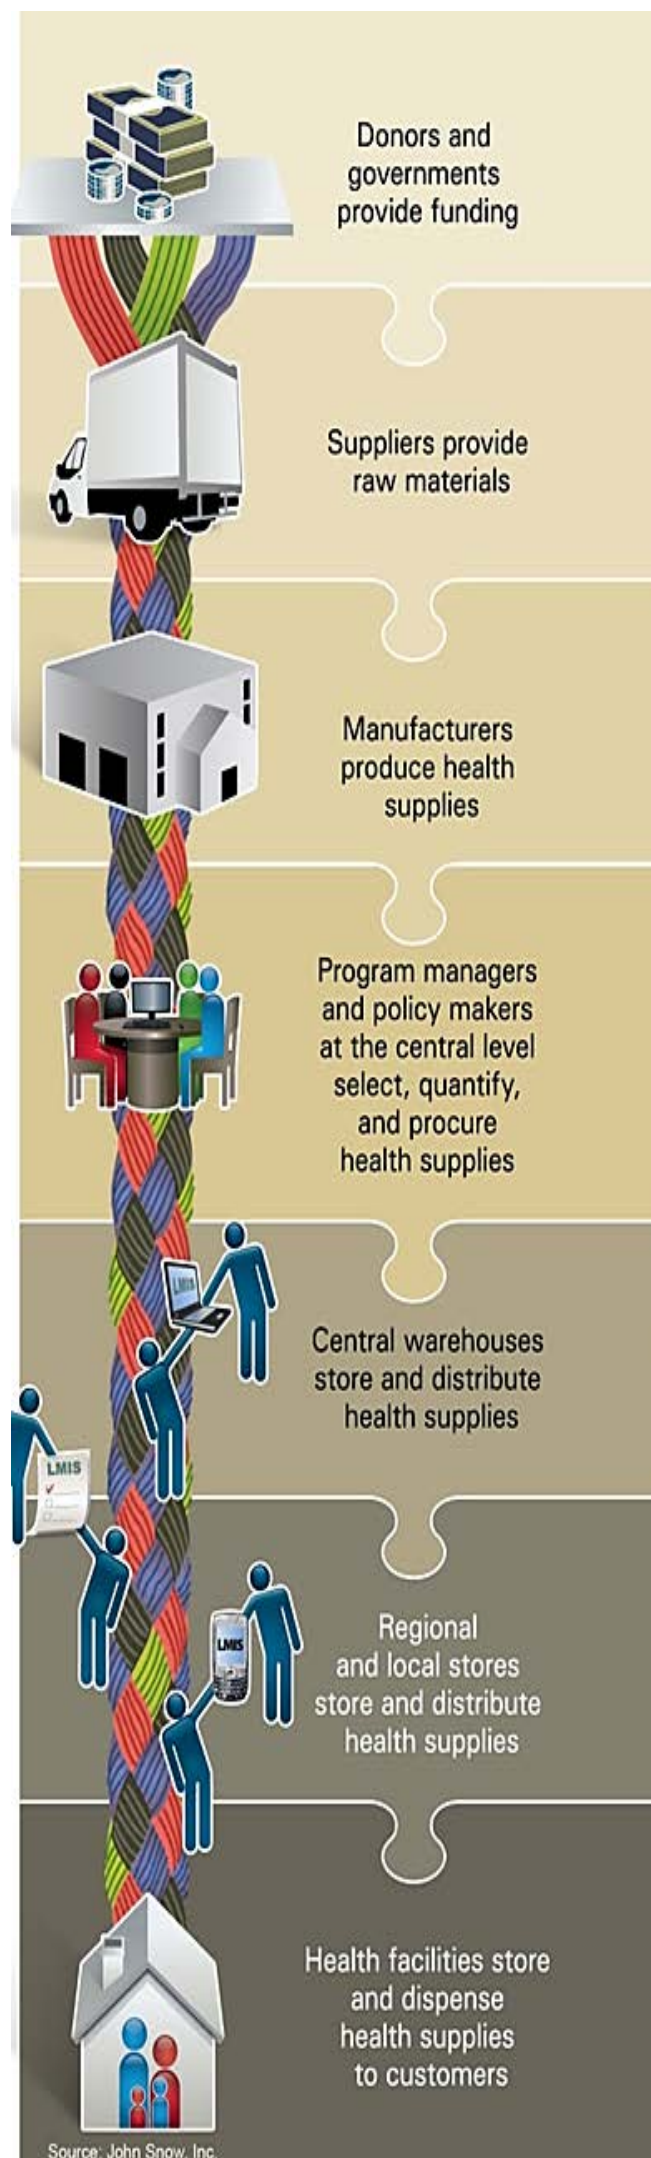 Donors and
governments
provide funding
Suppliers provide
raw materials
Manufacturers
produce health
supplies
Program managers
and policy makers
at the central level
select, quantify,
and procure
health supplies
LMIS
Central warehouses
store and distribute
health supplies
LMIS
Regional
and local stores
store and distribute
health supplies
LMIS
Health facilities store
and dispense
health supplies
to customers
Source: John Snow, Inc.